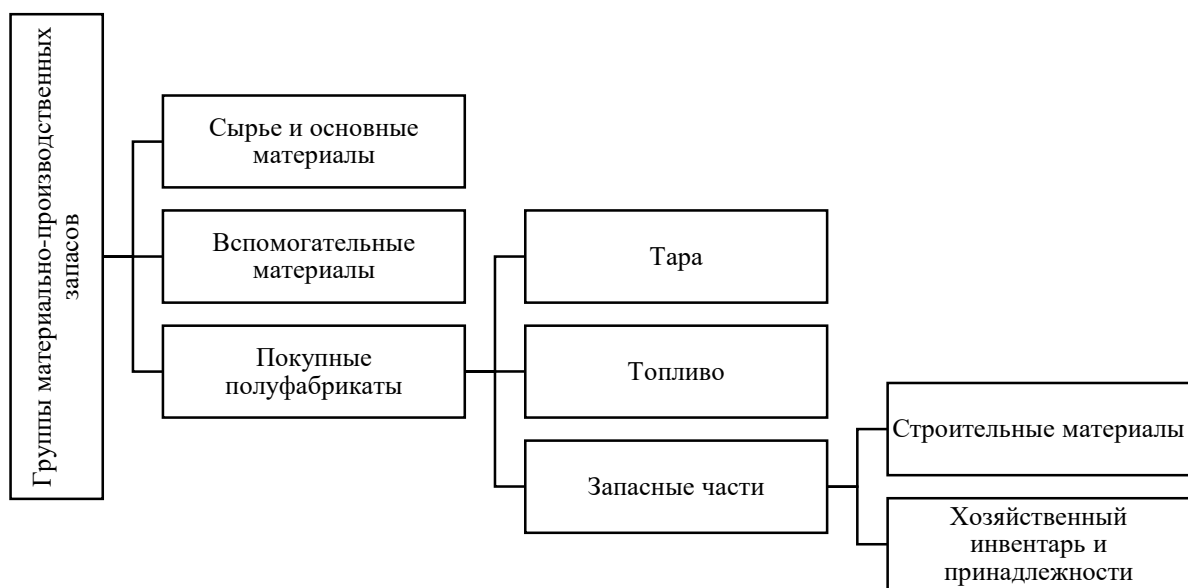 Группы материально-производственных
запасов
Сырье и основные
материалы
Вспомогательные
материалы
Покупные
полуфабрикаты
Тара
Топливо
Запасные части
Строительные материалы
Хозяйственный
инвентарь и
принадлежности